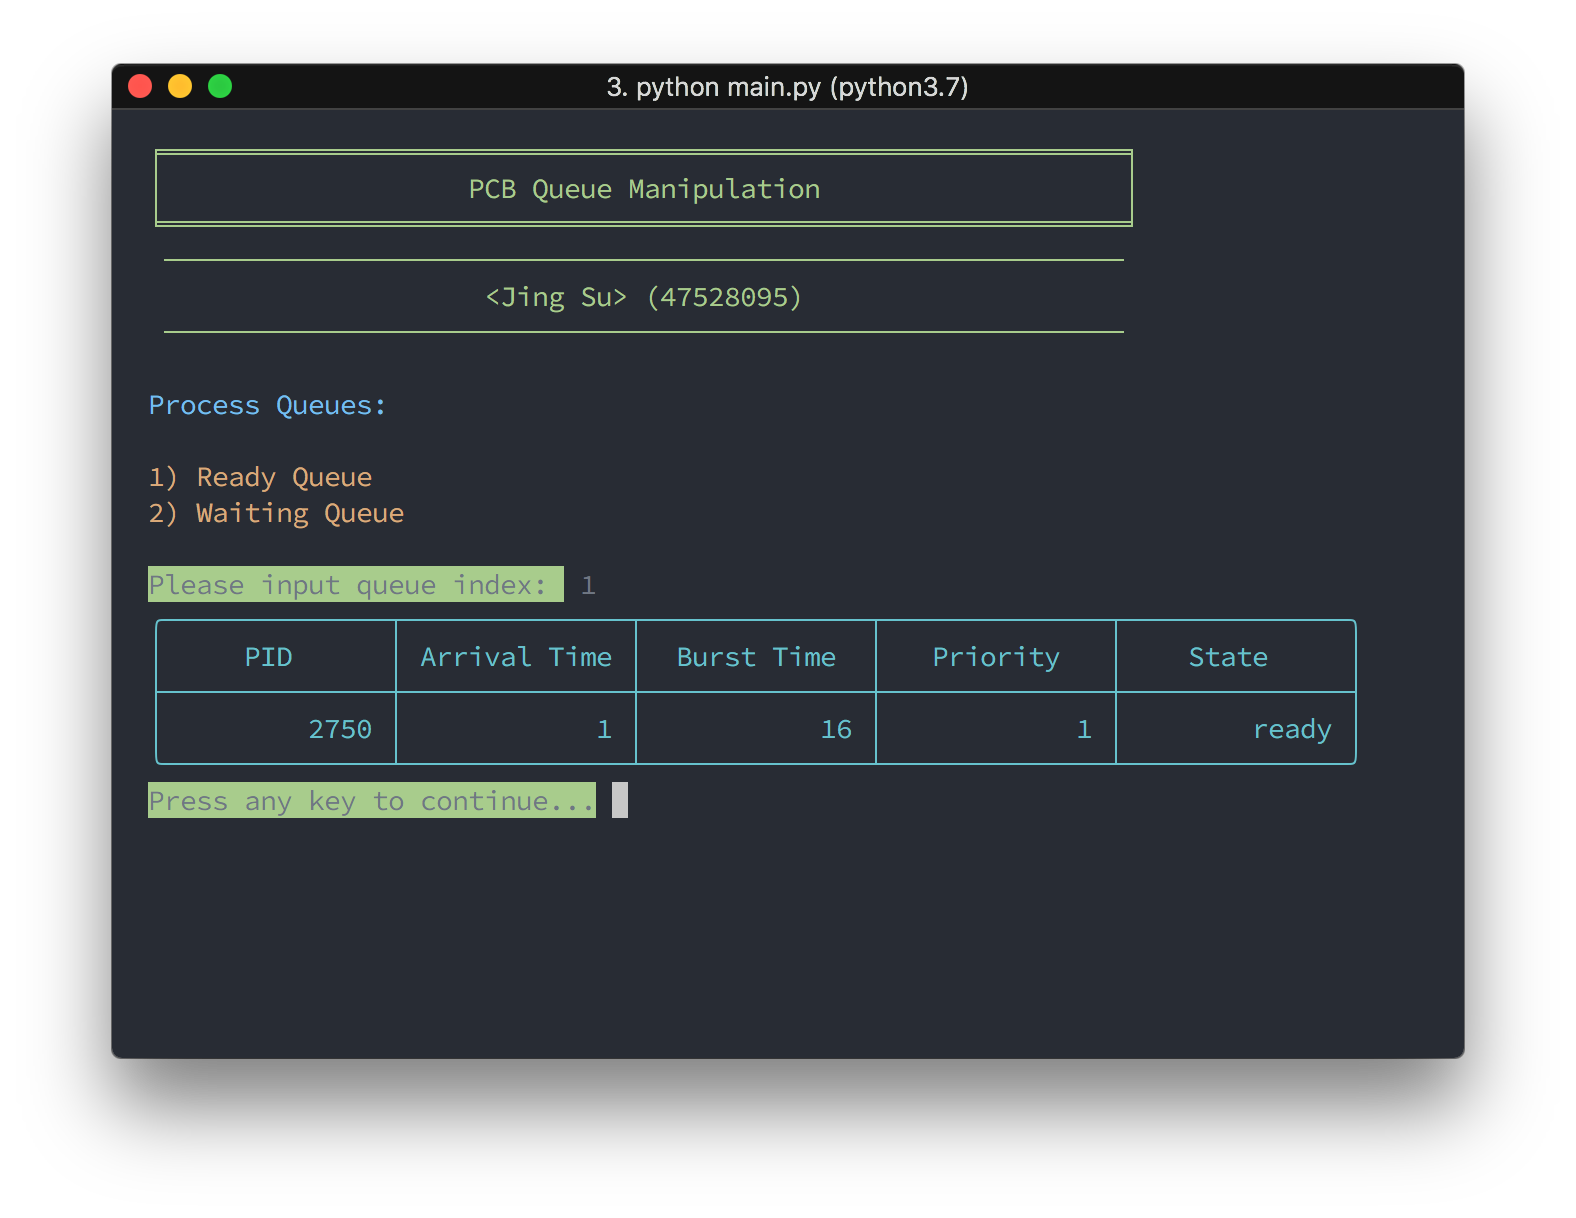 3. python main.py (python3.7)
PCB Queue Manipulation
<Jing Su> (47528095)
Process Queues:
1) Ready Queue
2) Waiting Queue
Please input queue index: 1
PID Arrival Time Burst Time Priority State
2750 1 16 1 ready
Press any key to continue...